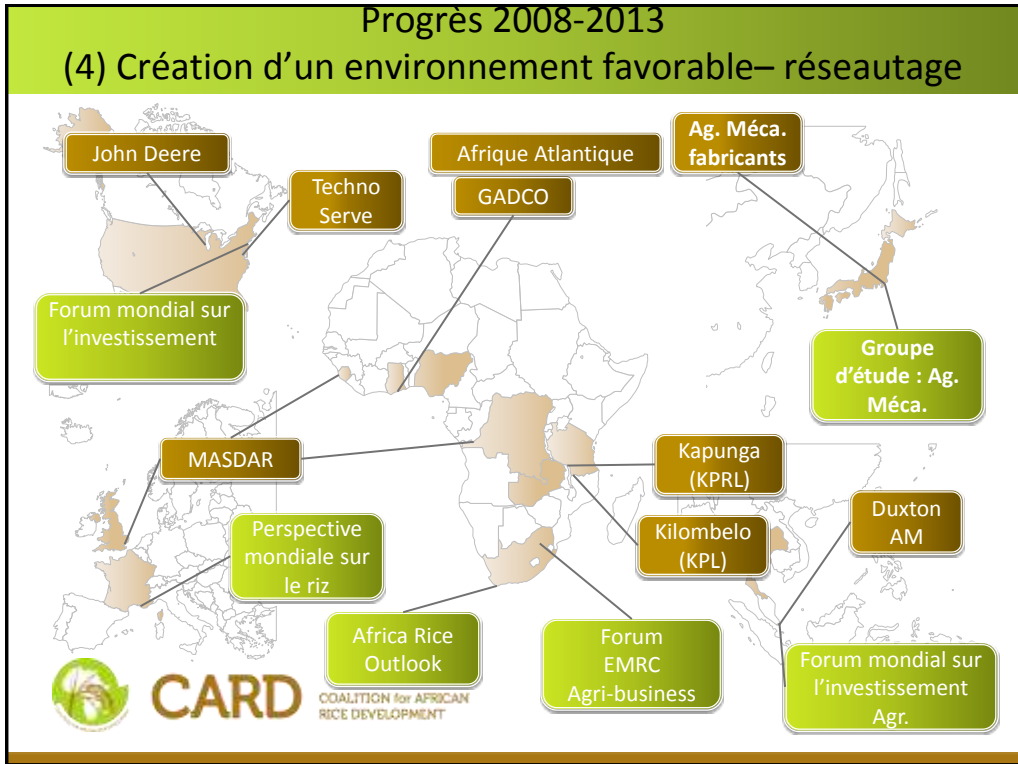 Progrès 2008-2013
(4) Création d’un environnement favorable– réseautage
John Deere
Techno
Serve
Afrique Atlantique
GADCO
Ag. Méca.
fabricants
Forum mondial sur
l’investissement
Groupe
d’étude : Ag.
Méca.
MASDAR
Kapunga
(KPRL)
Duxton
AM
Perspective
mondiale sur
le riz
Kilombelo
(KPL)
Africa Rice
Outlook
Forum
EMRC
Agri-business
Forum mondial sur
l’investissement
Agr.
CARD
COALITION for AFRICAN
RICE DEVELOPMENT